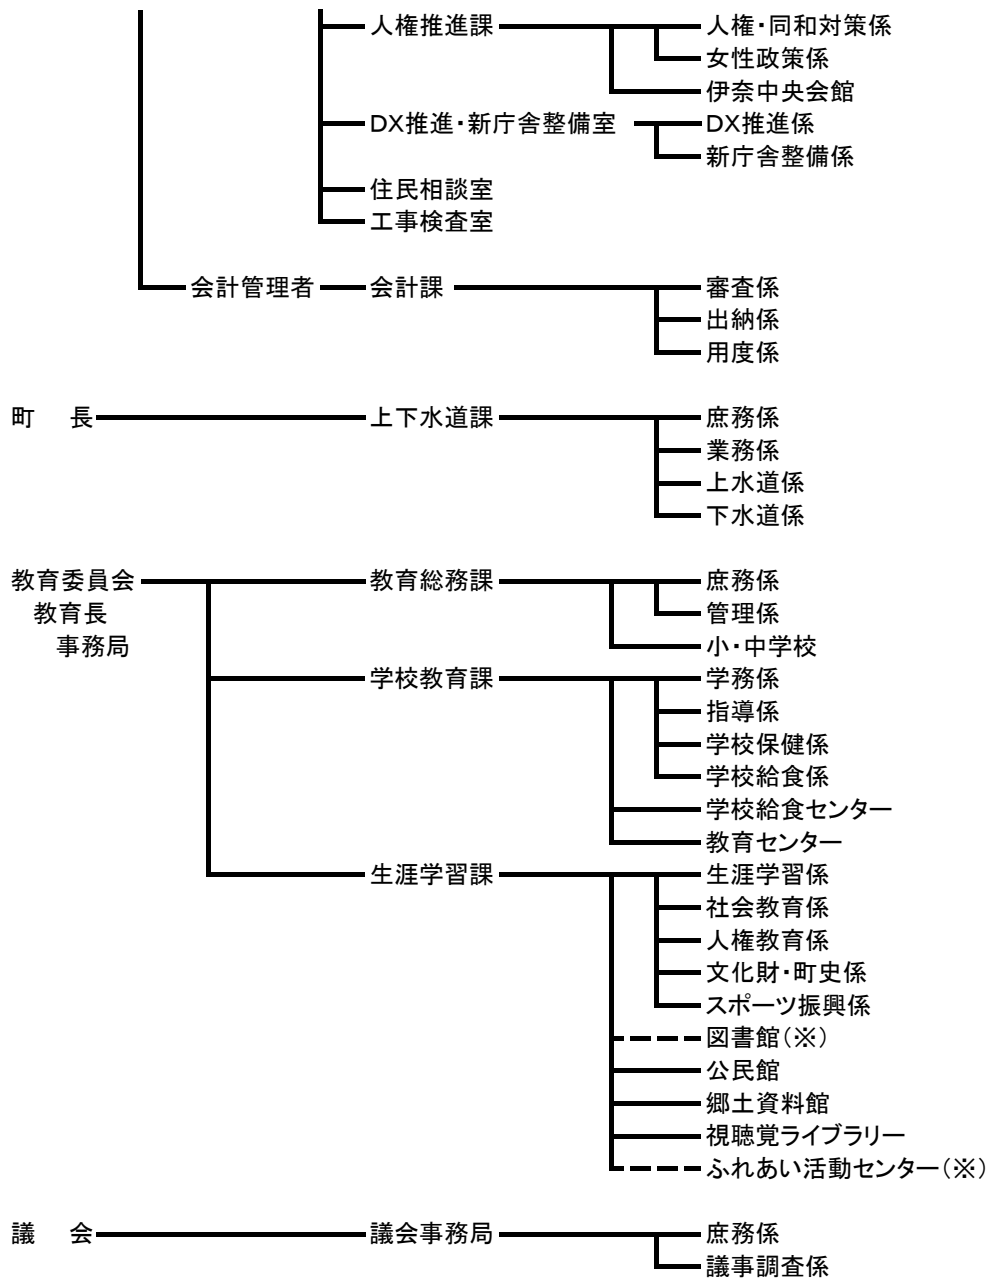 人権推進課 人権・同和対策係
女性政策係
伊奈中央会館
DX推進・新庁舎整備室 DX推進係
新庁舎整備係
住民相談室
工事検査室
会計管理者 会計課 審査係
出納係
用度係
町 長 上下水道課 庶務係
業務係
上水道係
下水道係
教育委員会 教育総務課 庶務係
教育長 管理係
事務局 小・中学校
学校教育課 学務係
指導係
学校保健係
学校給食係
学校給食センター
教育センター
生涯学習課 生涯学習係
社会教育係
人権教育係
文化財・町史係
スポーツ振興係
図書館(※)
公民館
郷土資料館
視聴覚ライブラリー
ふれあい活動センター(※)
議 会 議会事務局 庶務係
議事調査係